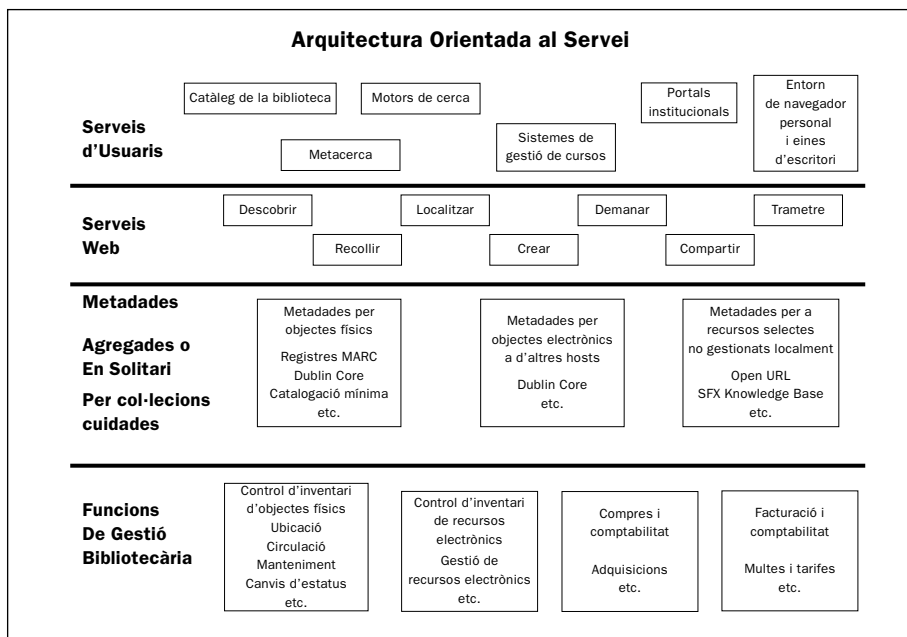 Arquitectura Orientada al Servei
Serveis
d'Usuaris
Catàleg de la biblioteca
Motors de cerca
Portals
institucionals
Entorn
de navegador
personal
i eines
d'escritori
Metacerca
Sistemes de
gestió de cursos
Serveis
Web
Descobrir
Localitzar
Demanar
Trametre
Recollir
Crear
Compartir
Metadades
Agregades o
En Solitari
Per col·lecions
cuidades
Metadades per
objectes físics
Registres MARC
Dublin Core
Catalogació mínima
etc.
Metadades per
objectes electrònics
a d'altres hosts
Dublin Core
etc.
Metadades per a
recursos selectes
no gestionats localment
Open URL
SFX Knowledge Base
etc.
Funcions
De Gestió
Bibliotecària
Control d'inventari
d'objectes físics
Ubicació
Circulació
Manteniment
Canvis d'estatus
etc.
Control d'inventari
de recursos
electrònics
Gestió de
recursos electrònics
etc.
Compres i
comptabilitat
Adquisicions
etc.
Facturació i
comptabilitat
Multes i tarifes
etc.